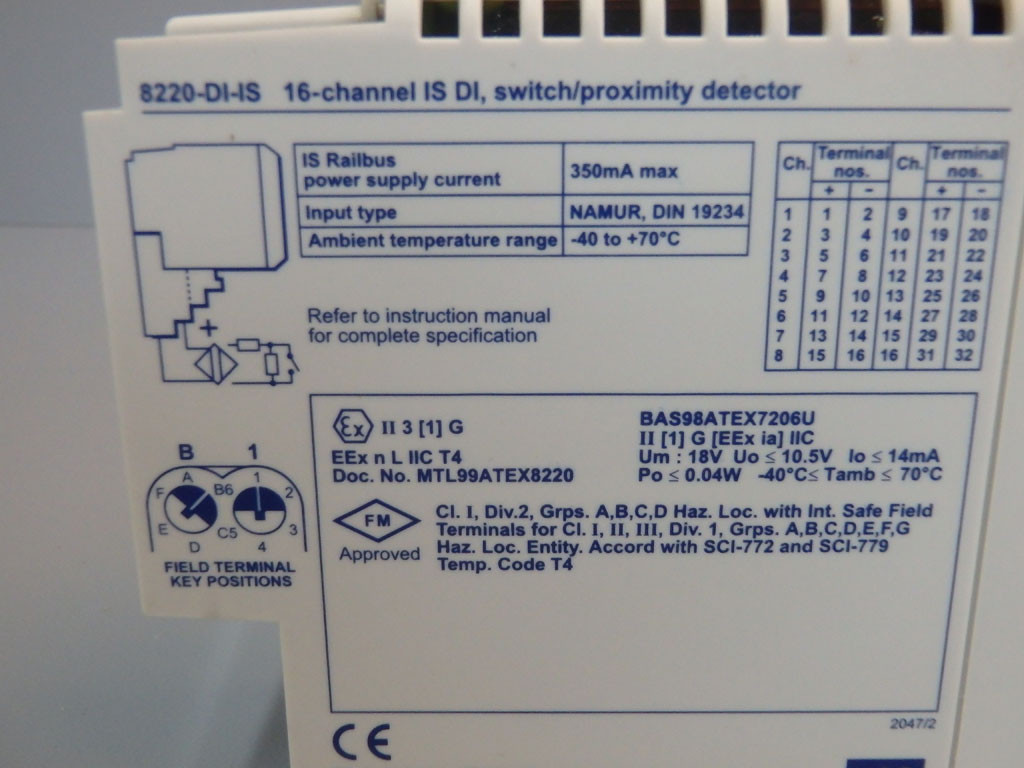 8220-DI-IS 16-channel IS DI, switch/proximity detector
IS Railbus
power supply current
350mA max
Input type
NAMUR, DIN 19234
Ambient temperature range
-40 to +70°C
Ch. Terminal nos. Ch. Terminal nos.
+ − + −
1 1 2 9 17 18
2 3 4 10 19 20
3 5 6 11 21 22
4 7 8 12 23 24
5 9 10 13 25 26
6 11 12 14 27 28
7 13 14 15 29 30
8 15 16 16 31 32
+
Refer to instruction manual
for complete specification
B 1
A B6 1 2
F
E C5 3
D 4
FIELD TERMINAL
KEY POSITIONS
Ex II 3 [1] G
EEx n L IIC T4
Doc. No. MTL99ATEX8220
BAS98ATEX7206U
II [1] G [EEx ia] IIC
Um : 18V Uo ≤ 10.5V Io ≤ 14mA
Po ≤ 0.04W -40°C≤ Tamb ≤ 70°C
FM
Approved
Cl. I, Div.2, Grps. A,B,C,D Haz. Loc. with Int. Safe Field
Terminals for Cl. I, II, III, Div. 1, Grps. A,B,C,D,E,F,G
Haz. Loc. Entity. Accord with SCI-772 and SCI-779
Temp. Code T4
2047/2
CE